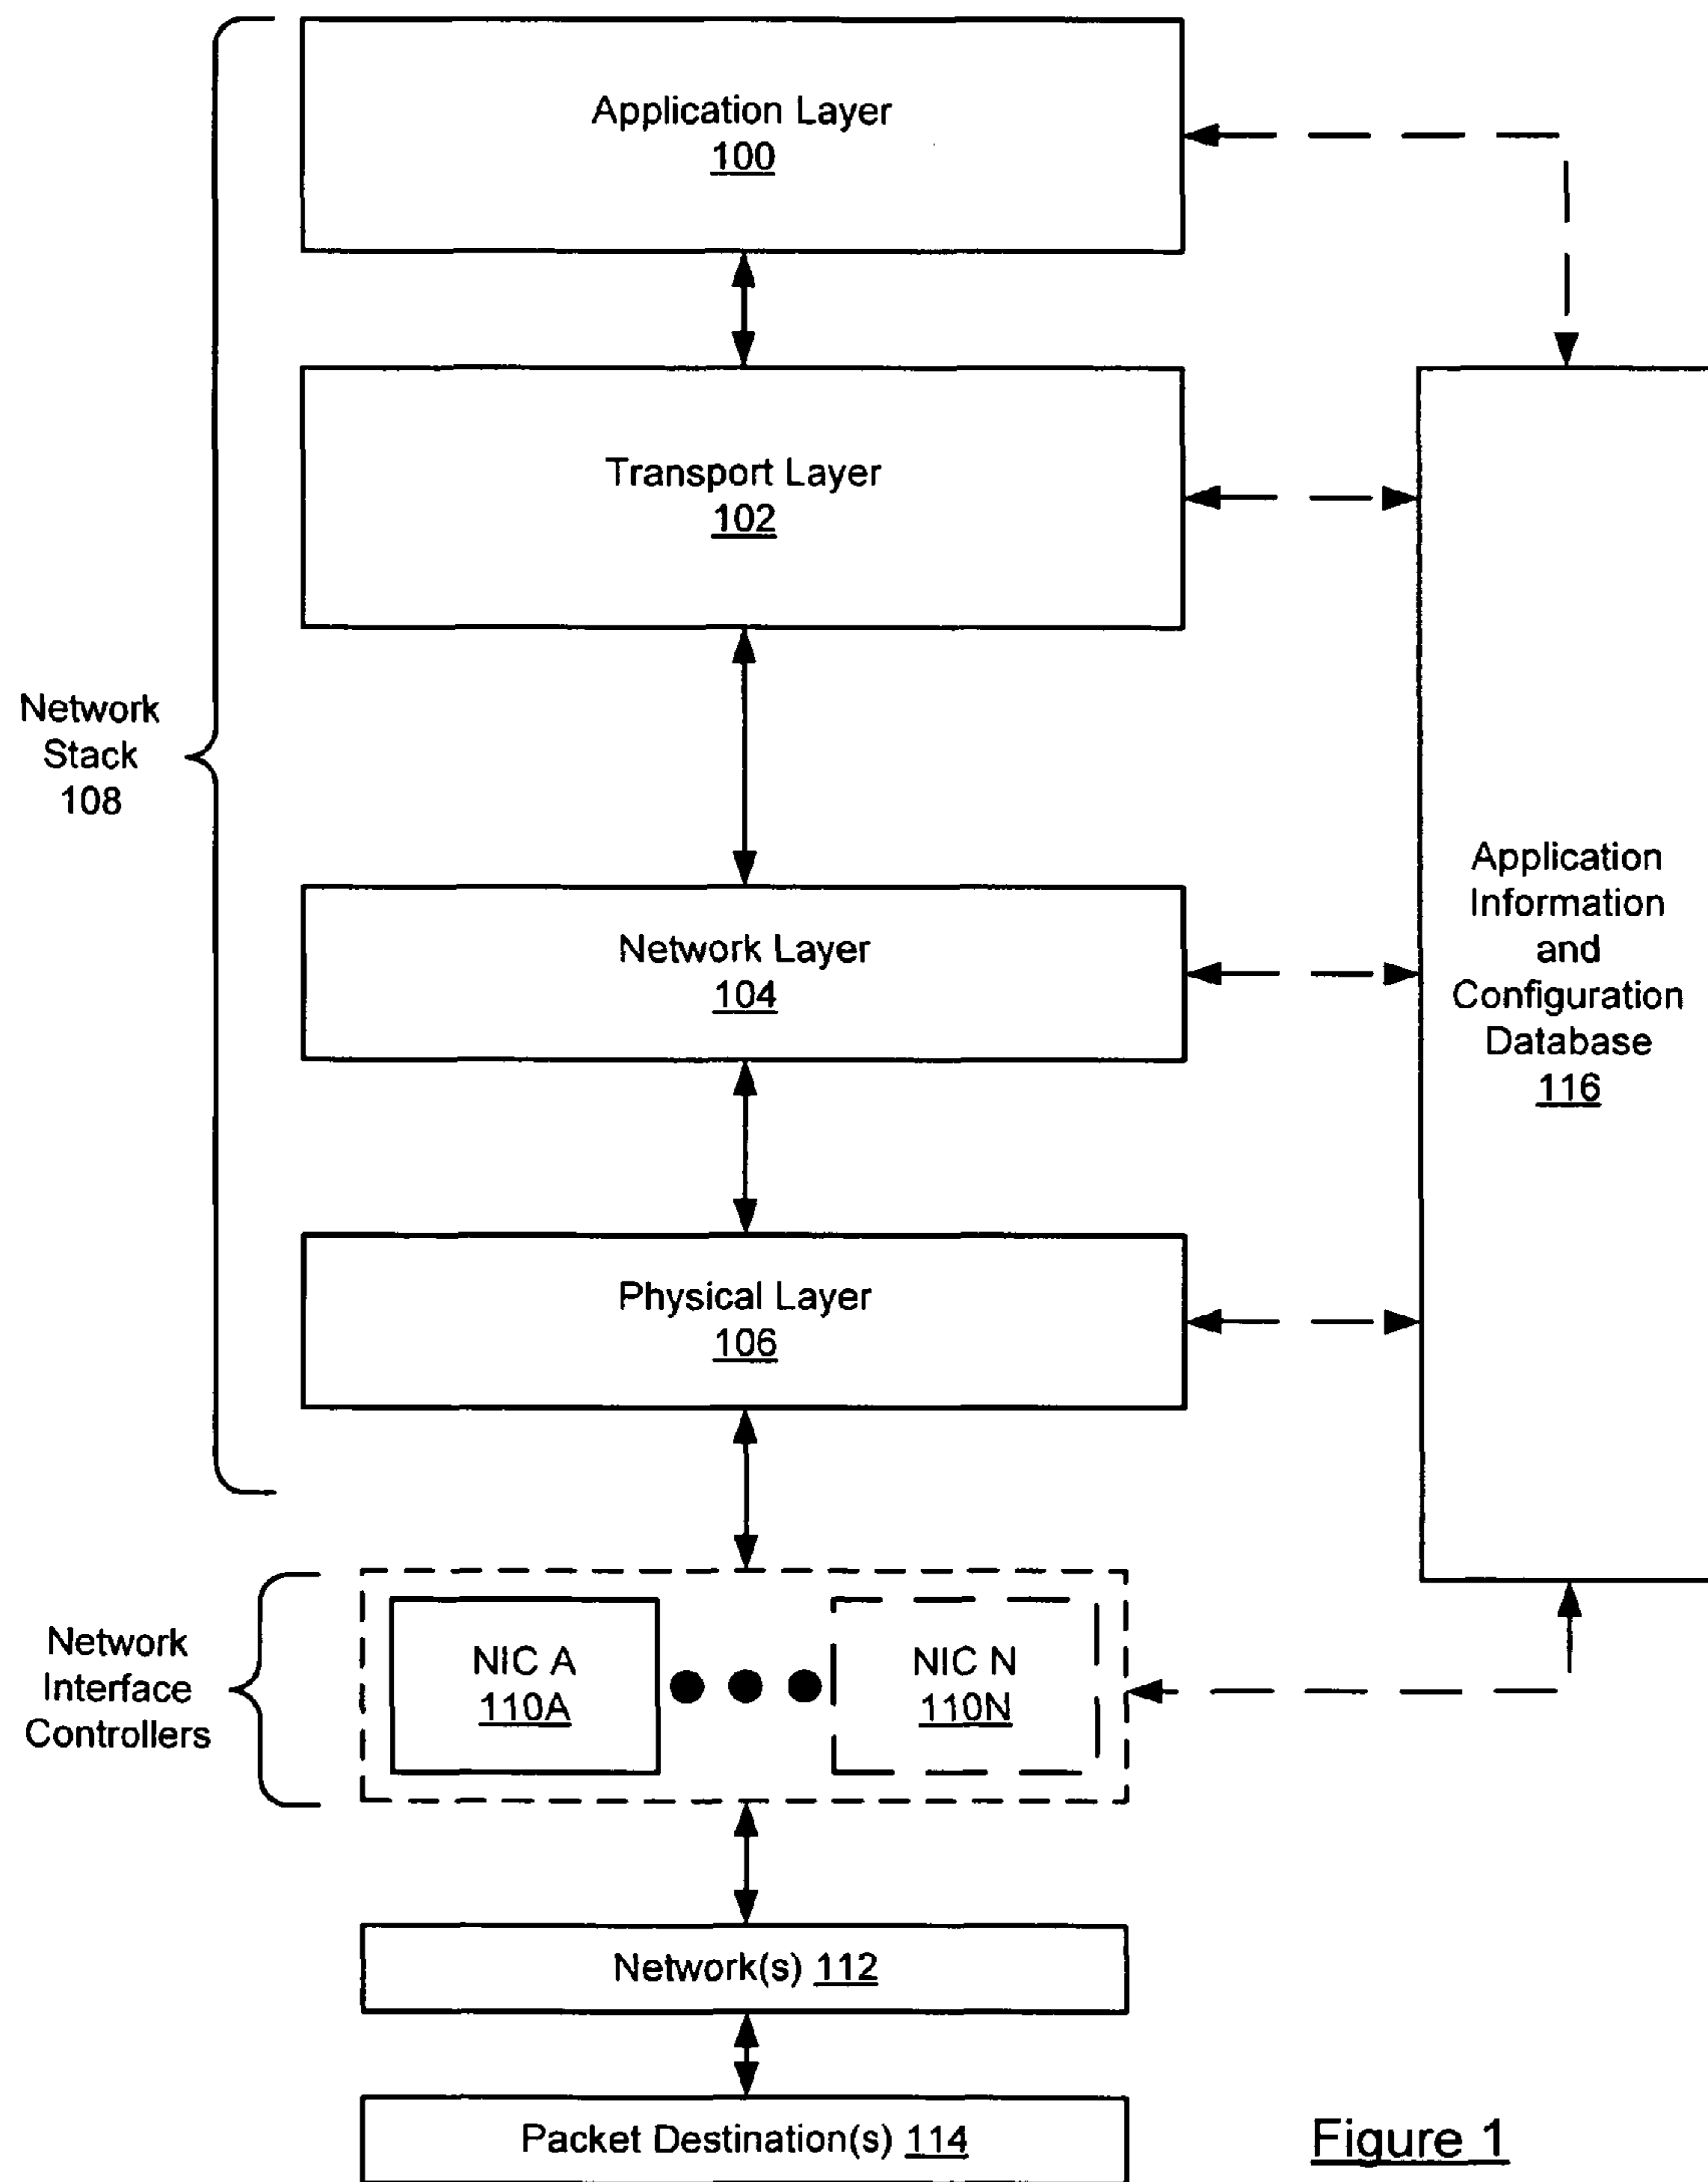 Application Layer
100
Transport Layer
102
Network
Stack
108
Network Layer
104
Application
Information
and
Configuration
Database
116
Physical Layer
106
Network
Interface
Controllers
NIC A
110A
NIC N
110N
Network(s) 112
Packet Destination(s) 114
Figure 1